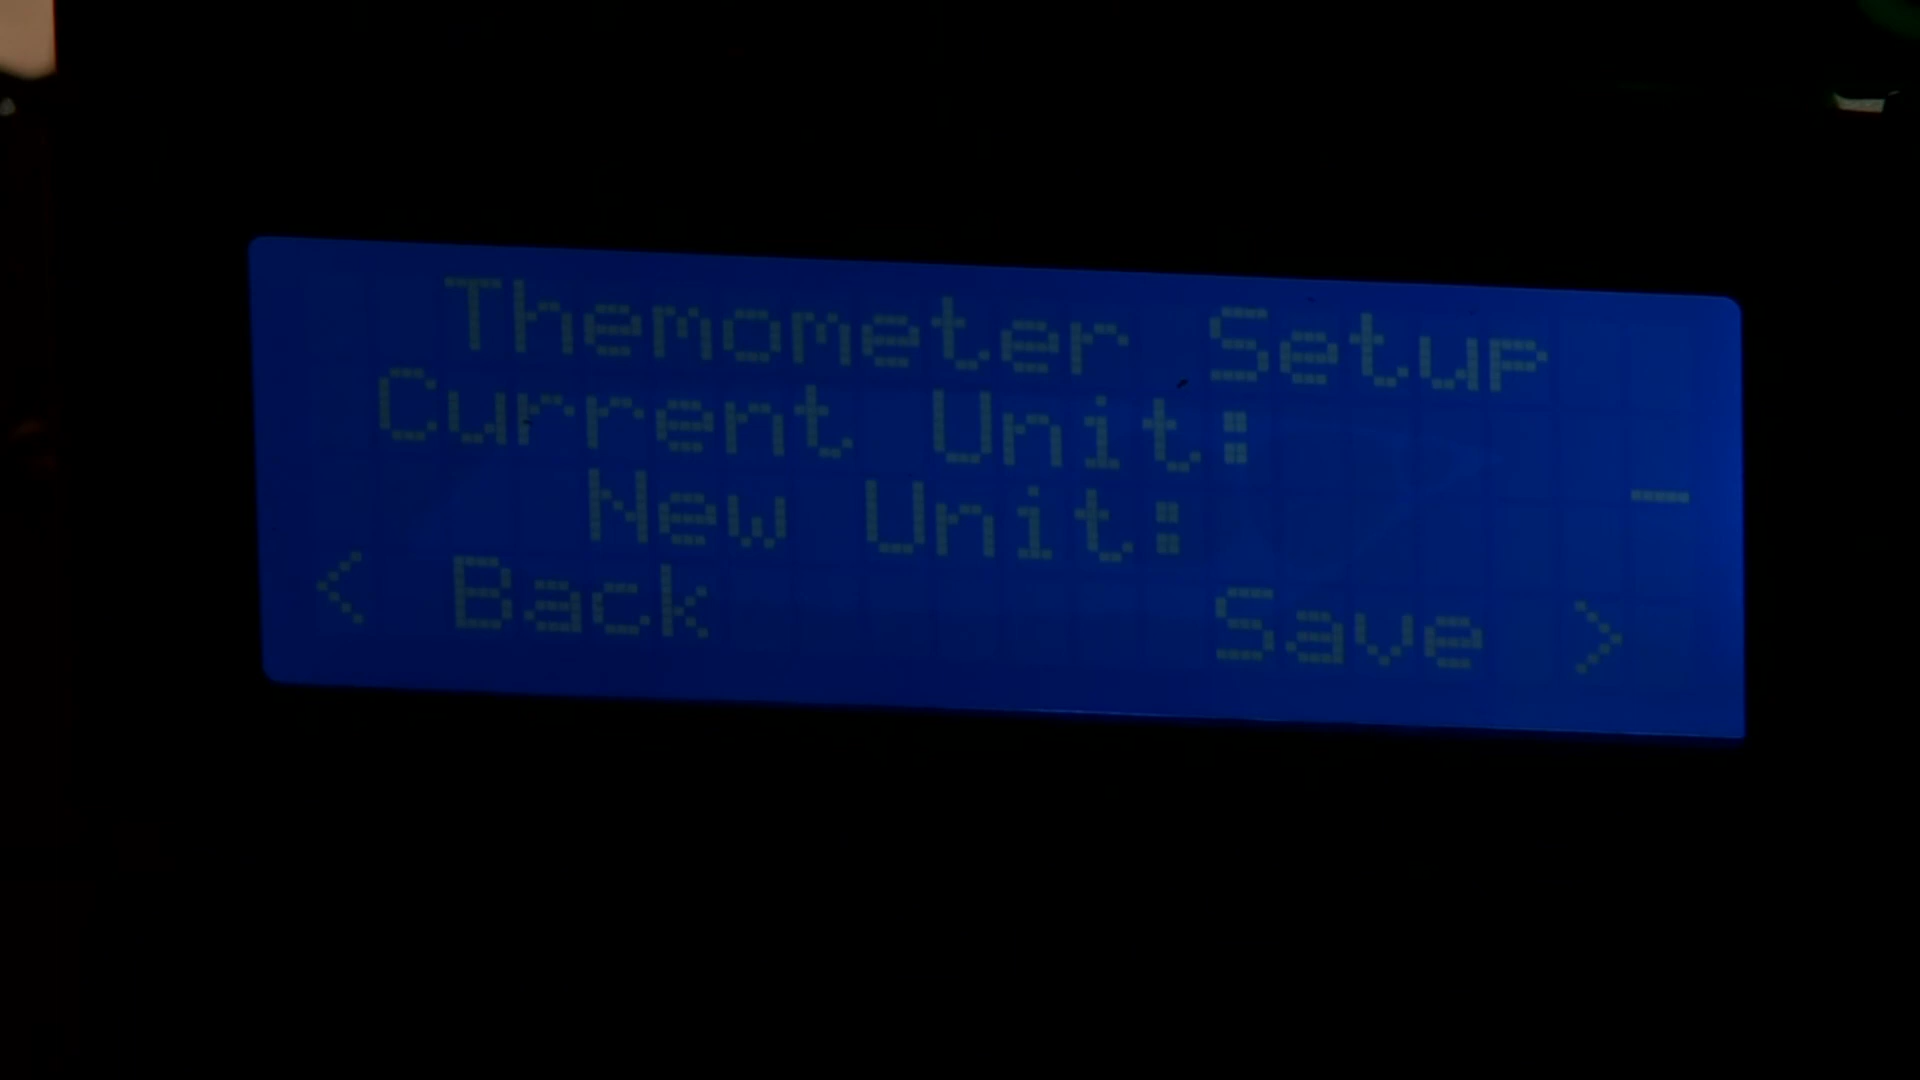 Themometer Setup
Current Unit:
New Unit:
< Back Save >